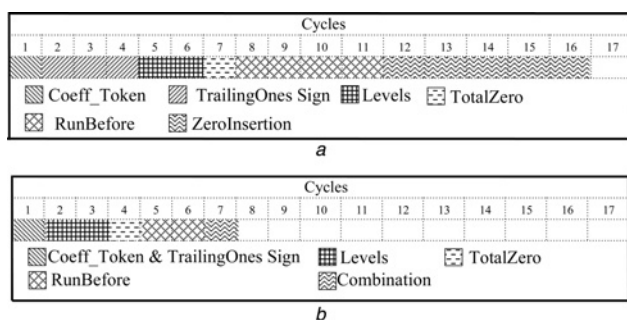 Cycles
1 2 3 4 5 6 7 8 9 10 11 12 13 14 15 16 17
Coeff_Token TrailingOnes Sign Levels TotalZero
RunBefore ZeroInsertion
a
Cycles
1 2 3 4 5 6 7 8 9 10 11 12 13 14 15 16 17
Coeff_Token & TrailingOnes Sign Levels TotalZero
RunBefore Combination
b